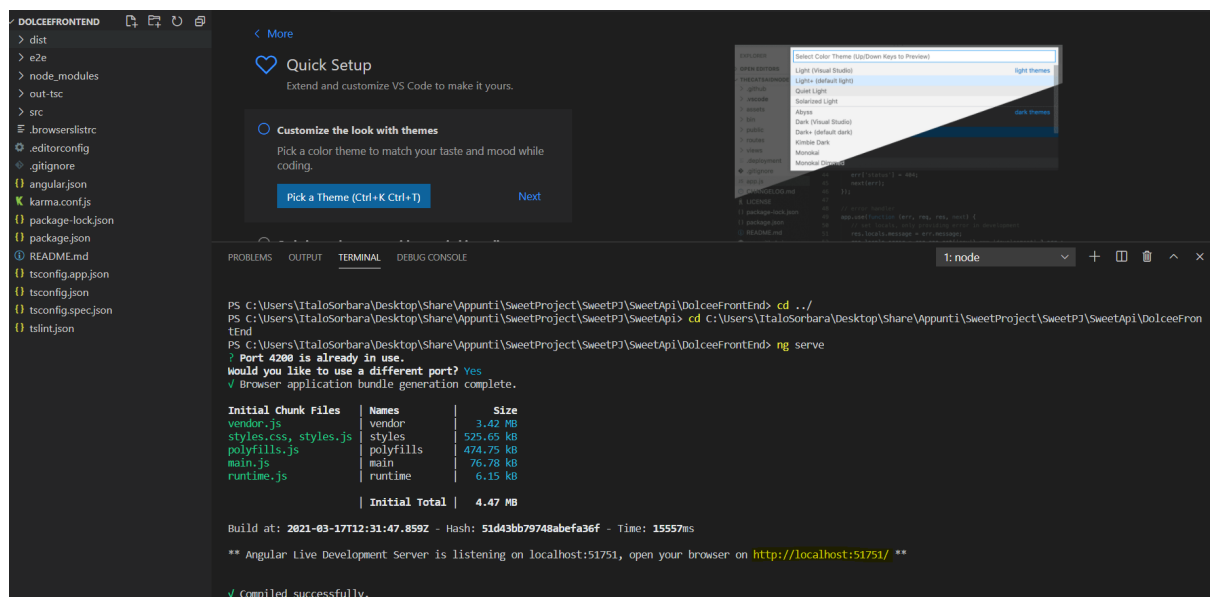 DOLCEEFRONTEND
dist
e2e
node_modules
out-tsc
src
.browserslistrc
.editorconfig
.gitignore
angular.json
karma.conf.js
package-lock.json
package.json
README.md
tsconfig.app.json
tsconfig.json
tsconfig.spec.json
tslint.json
< More
Quick Setup
Extend and customize VS Code to make it yours.
Customize the look with themes
Pick a color theme to match your taste and mood while
coding.
Pick a Theme (Ctrl+K Ctrl+T)
Next
Select Color Theme (Up/Down Keys to Preview)
Light (Visual Studio) light themes
Light+ (default light)
Quiet Light
Solarized Light
Abyss dark themes
Dark (Visual Studio)
Dark+ (default dark)
Kimbie Dark
Monokai
Monokai Dimmed
PROBLEMS OUTPUT TERMINAL DEBUG CONSOLE 1: node
PS C:\Users\ItaloSorbara\Desktop\Share\Appunti\SweetProject\SweetPJ\SweetApi\DolceeFrontEnd> cd ../
PS C:\Users\ItaloSorbara\Desktop\Share\Appunti\SweetProject\SweetPJ\SweetApi> cd C:\Users\ItaloSorbara\Desktop\Share\Appunti\SweetProject\SweetPJ\SweetApi\DolceeFron
tEnd
PS C:\Users\ItaloSorbara\Desktop\Share\Appunti\SweetProject\SweetPJ\SweetApi\DolceeFrontEnd> ng serve
? Port 4200 is already in use.
Would you like to use a different port? Yes
√ Browser application bundle generation complete.
Initial Chunk Files | Names | Size
vendor.js | vendor | 3.42 MB
styles.css, styles.js | styles | 525.65 kB
polyfills.js | polyfills | 474.75 kB
main.js | main | 76.78 kB
runtime.js | runtime | 6.15 kB
| Initial Total | 4.47 MB
Build at: 2021-03-17T12:31:47.859Z - Hash: 51d43bb79748abefa36f - Time: 15557ms
** Angular Live Development Server is listening on localhost:51751, open your browser on http://localhost:51751/ **
√ Compiled successfully.